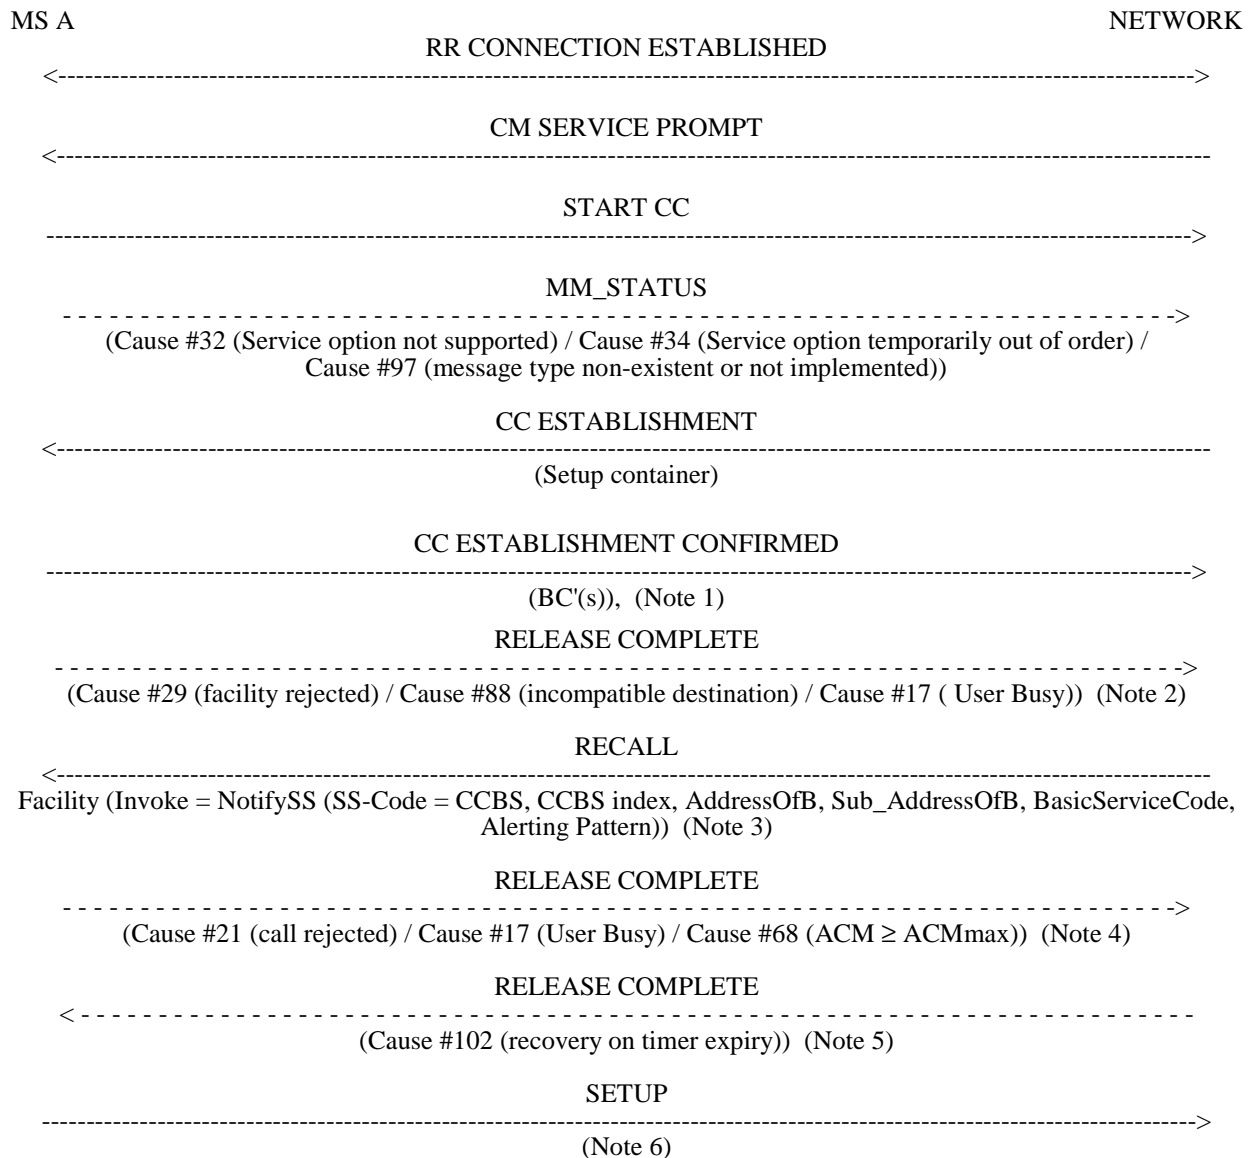 MS A NETWORK
RR CONNECTION ESTABLISHED
CM SERVICE PROMPT
START CC
MM_STATUS
(Cause #32 (Service option not supported) / Cause #34 (Service option temporarily out of order) /
Cause #97 (message type non-existent or not implemented))
CC ESTABLISHMENT
(Setup container)
CC ESTABLISHMENT CONFIRMED
(BC'(s)), (Note 1)
RELEASE COMPLETE
(Cause #29 (facility rejected) / Cause #88 (incompatible destination) / Cause #17 ( User Busy)) (Note 2)
RECALL
Facility (Invoke = NotifySS (SS-Code = CCBS, CCBS index, AddressOfB, Sub_AddressOfB, BasicServiceCode,
Alerting Pattern)) (Note 3)
RELEASE COMPLETE
(Cause #21 (call rejected) / Cause #17 (User Busy) / Cause #68 (ACM ≥ ACMmax)) (Note 4)
RELEASE COMPLETE
(Cause #102 (recovery on timer expiry)) (Note 5)
SETUP
(Note 6)